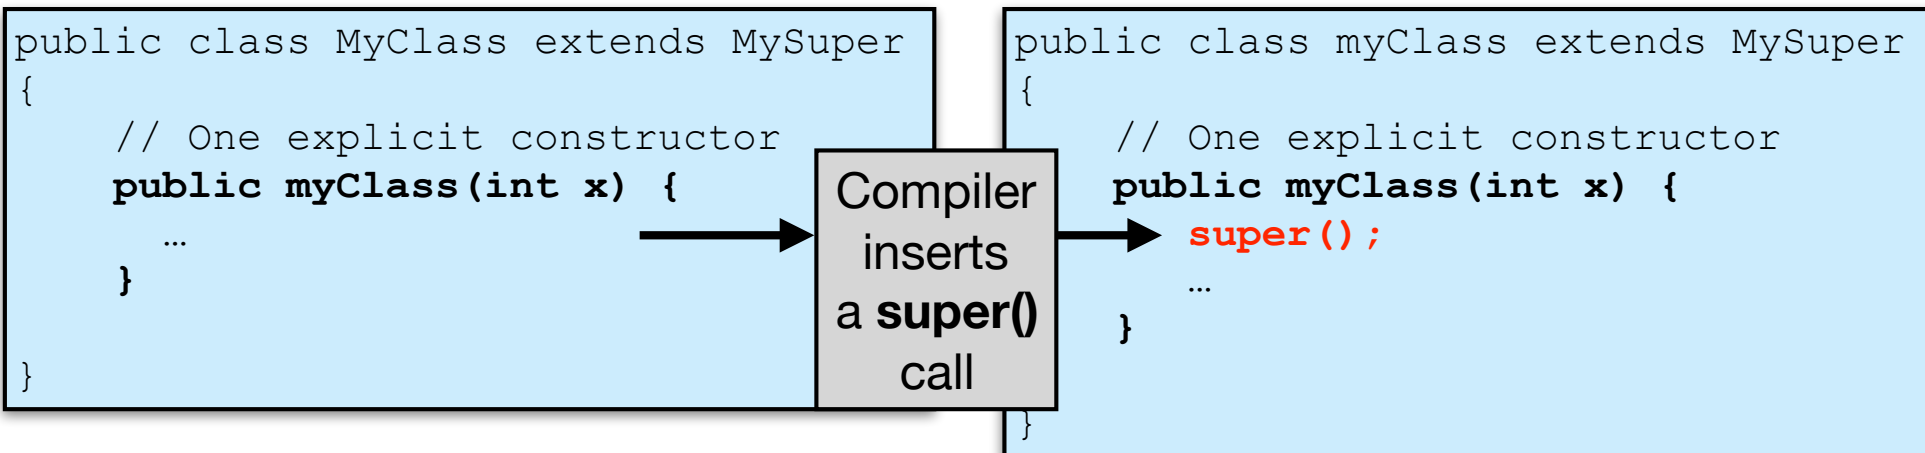 public class MyClass extends MySuper
{
// One explicit constructor
public myClass(int x) {
…
}
}
Compiler
inserts
a super()
call
public class myClass extends MySuper
{
// One explicit constructor
public myClass(int x) {
super();
…
}
}